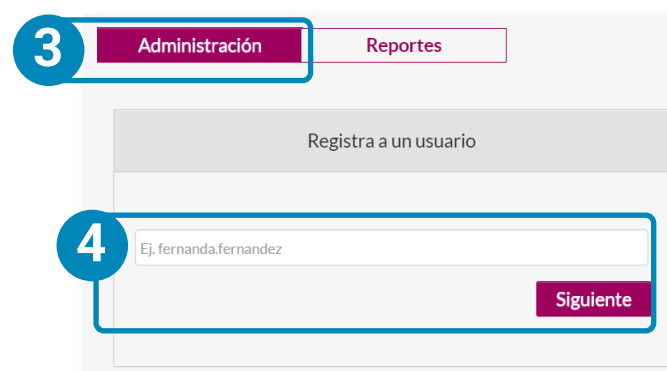 3
Administración
Reportes
Registra a un usuario
4
Ej. fernanda.fernandez
Siguiente